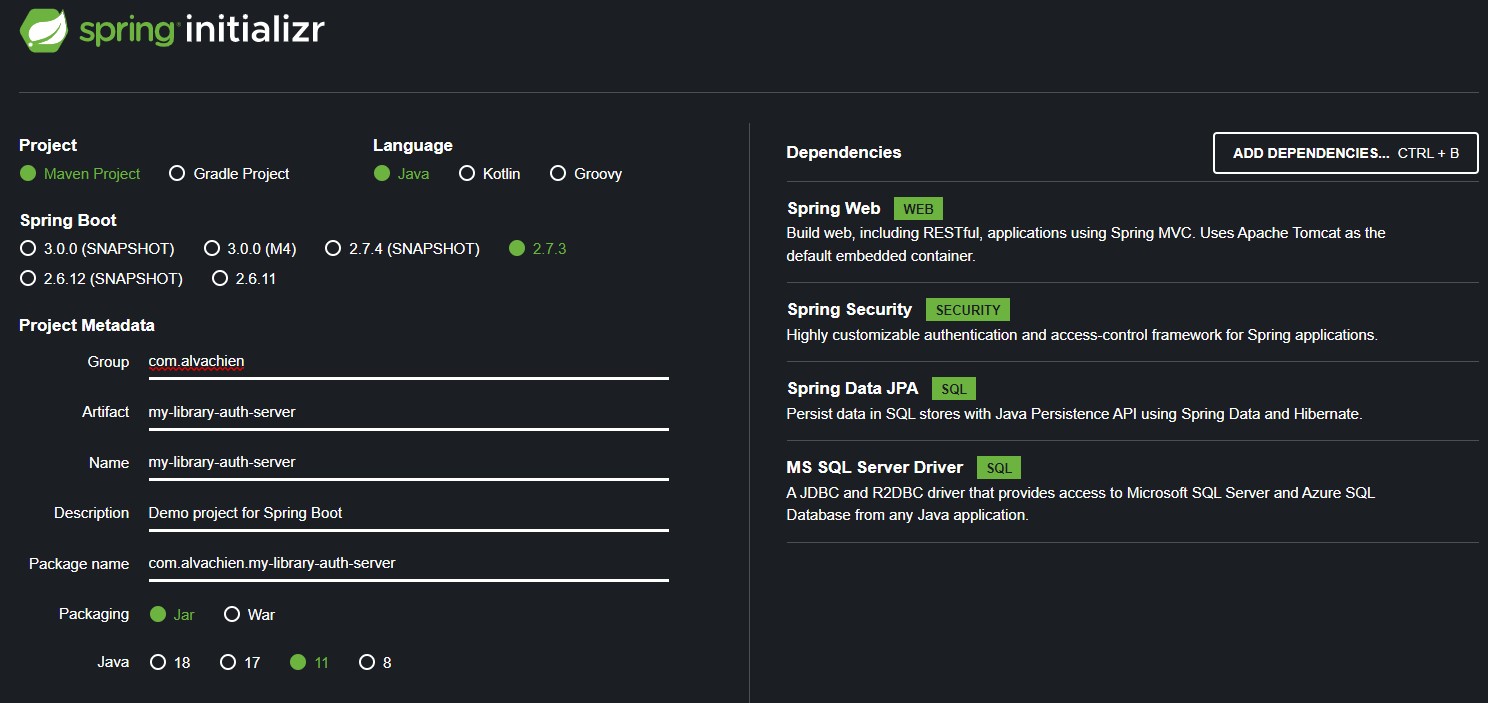 spring initializr
Project
Maven Project Gradle Project
Language
Java Kotlin Groovy
Spring Boot
3.0.0 (SNAPSHOT) 3.0.0 (M4) 2.7.4 (SNAPSHOT) 2.7.3
2.6.12 (SNAPSHOT) 2.6.11
Project Metadata
Group com.alvachien
Artifact my-library-auth-server
Name my-library-auth-server
Description Demo project for Spring Boot
Package name com.alvachien.my-library-auth-server
Packaging Jar War
Java 18 17 11 8
Dependencies ADD DEPENDENCIES... CTRL + B
Spring Web WEB
Build web, including RESTful, applications using Spring MVC. Uses Apache Tomcat as the
default embedded container.
Spring Security SECURITY
Highly customizable authentication and access-control framework for Spring applications.
Spring Data JPA SQL
Persist data in SQL stores with Java Persistence API using Spring Data and Hibernate.
MS SQL Server Driver SQL
A JDBC and R2DBC driver that provides access to Microsoft SQL Server and Azure SQL
Database from any Java application.